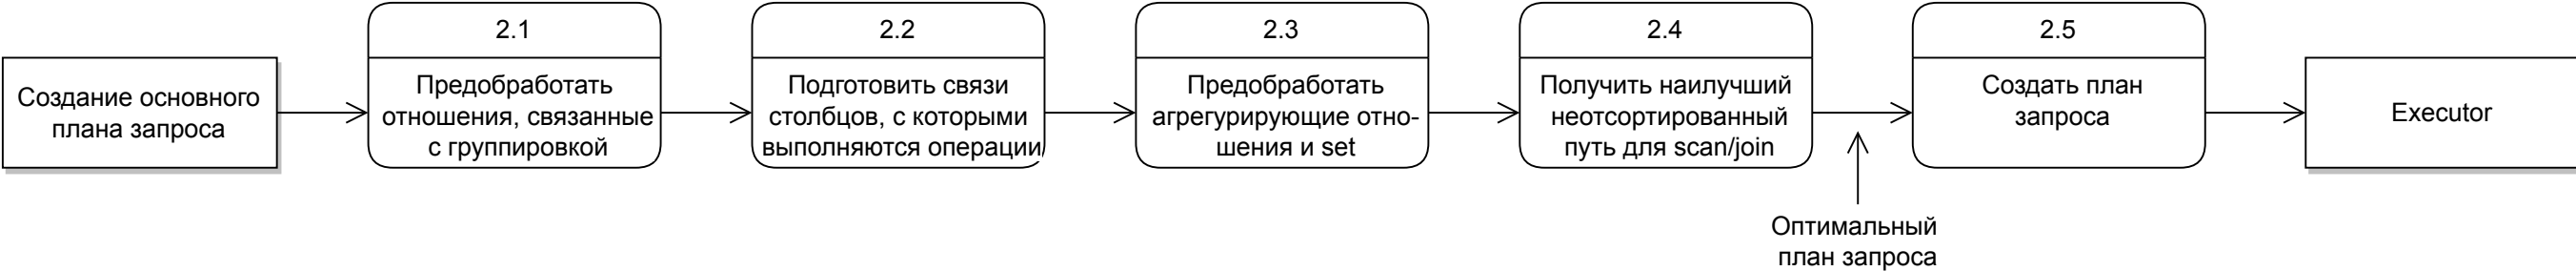 Создание основного
плана запроса
2.1
Предобработать
отношения, связанные
с группировкой
2.2
Подготовить связи
столбцов, с которыми
выполняются операции
2.3
Предобработать
агрегурирующие отно-
шения и set
2.4
Получить наилучший
неотсортированный
путь для scan/join
2.5
Создать план
запроса
Executor
Оптимальный
план запроса